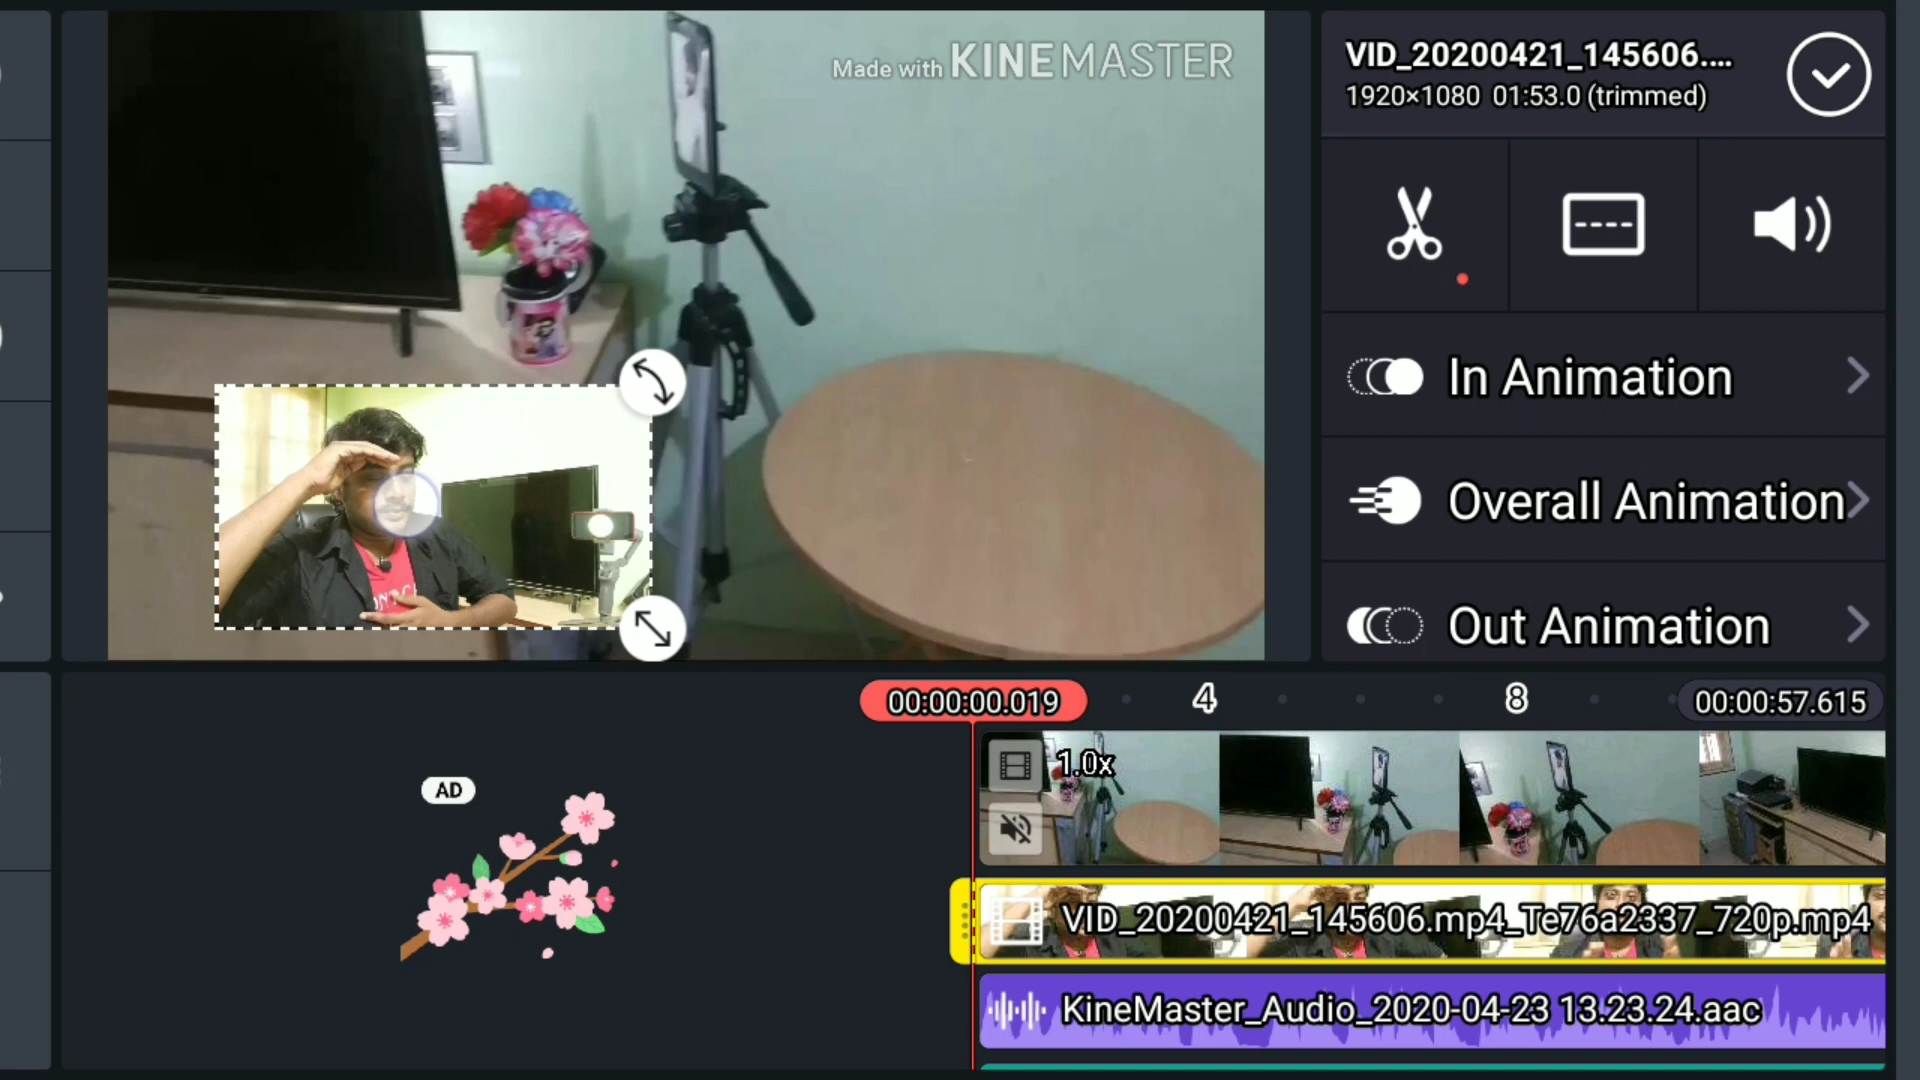 Made with KINEMASTER
VID_20200421_145606....
1920×1080 01:53.0 (trimmed)
In Animation
Overall Animation
Out Animation
00:00:00.019
4
8
00:00:57.615
AD
1.0x
VID_20200421_145606.mp4_Te76a2337_720p.mp4
KineMaster_Audio_2020-04-23 13.23.24.aac